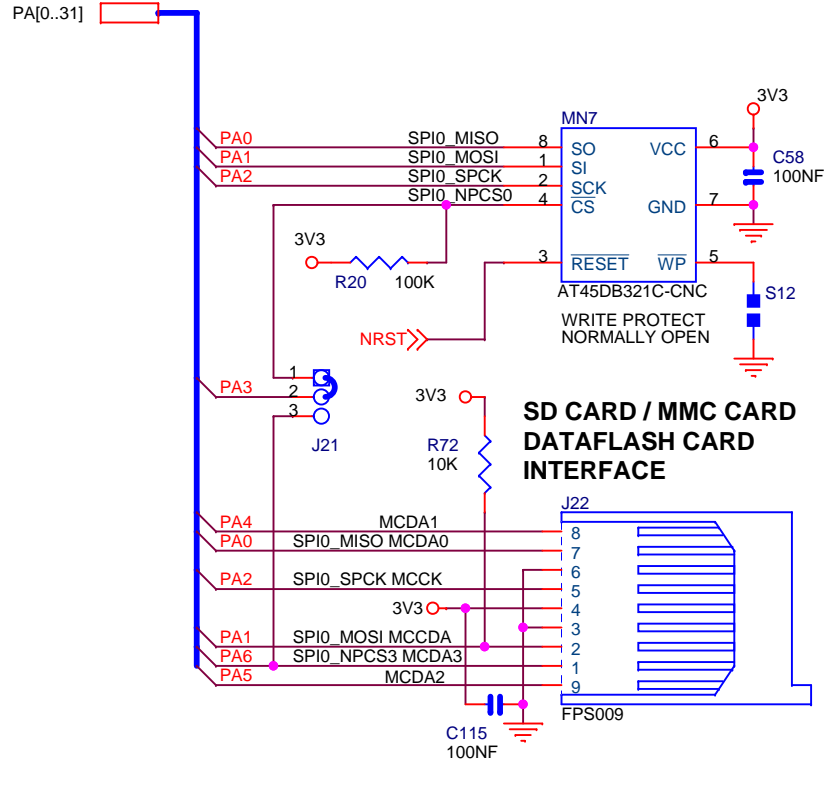 PA[0..31]
3V3
MN7
PA0 SPI0_MISO 8 SO VCC 6
PA1 SPI0_MOSI 1 SI
C58
100NF
PA2 SPI0_SPCK 2 SCK
SPI0_NPCS0 4 CS GND 7
3V3
R20 100K
3 RESET WP 5
AT45DB321C-CNC
S12
WRITE PROTECT
NORMALLY OPEN
NRST
1
PA3 2
3
J21
3V3
R72
10K
SD CARD / MMC CARD
DATAFLASH CARD
INTERFACE
J22
PA4 MCDA1 8
PA0 SPI0_MISO MCDA0 7
6
PA2 SPI0_SPCK MCCK 5
3V3 4
3
PA1 SPI0_MOSI MCCDA 2
PA6 SPI0_NPCS3 MCDA3 1
PA5 MCDA2 9
FPS009
C115
100NF